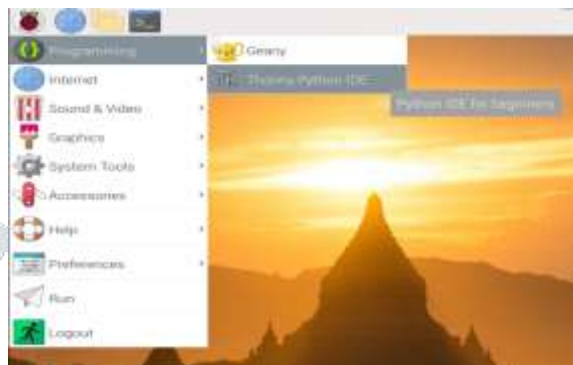 Programming
Geany
Internet
Thonny Python IDE
Sound & Video
Python IDE for beginners
Graphics
System Tools
Accessories
Help
Preferences
Run
Logout